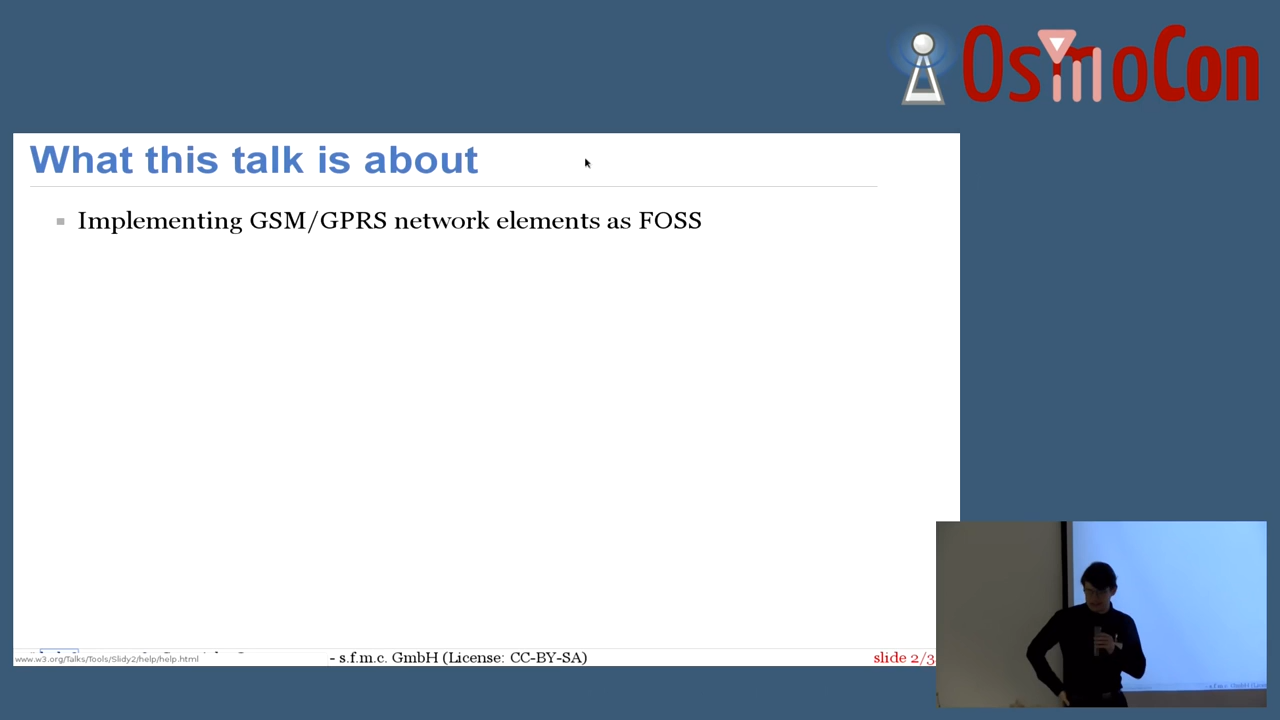 OsmoCon
What this talk is about
Implementing GSM/GPRS network elements as FOSS
www.w3.org/Talks/Tools/Slidy2/help/help.html
- s.f.m.c. GmbH (License: CC-BY-SA)
slide 2/3